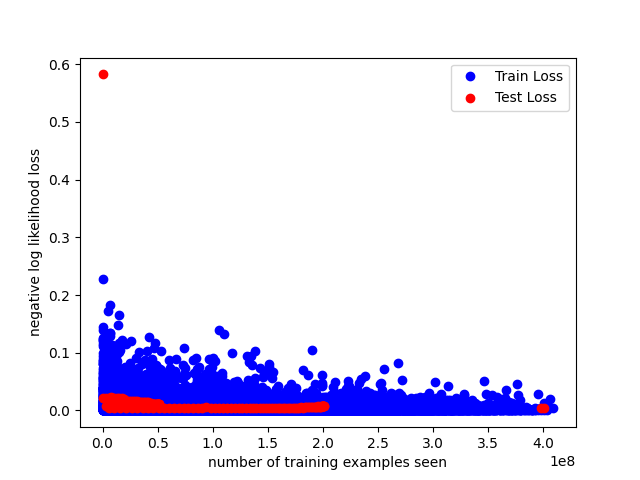 Train Loss
Test Loss
negative log likelihood loss
0.6
0.5
0.4
0.3
0.2
0.1
0.0
0.0 0.5 1.0 1.5 2.0 2.5 3.0 3.5 4.0
1e8
number of training examples seen